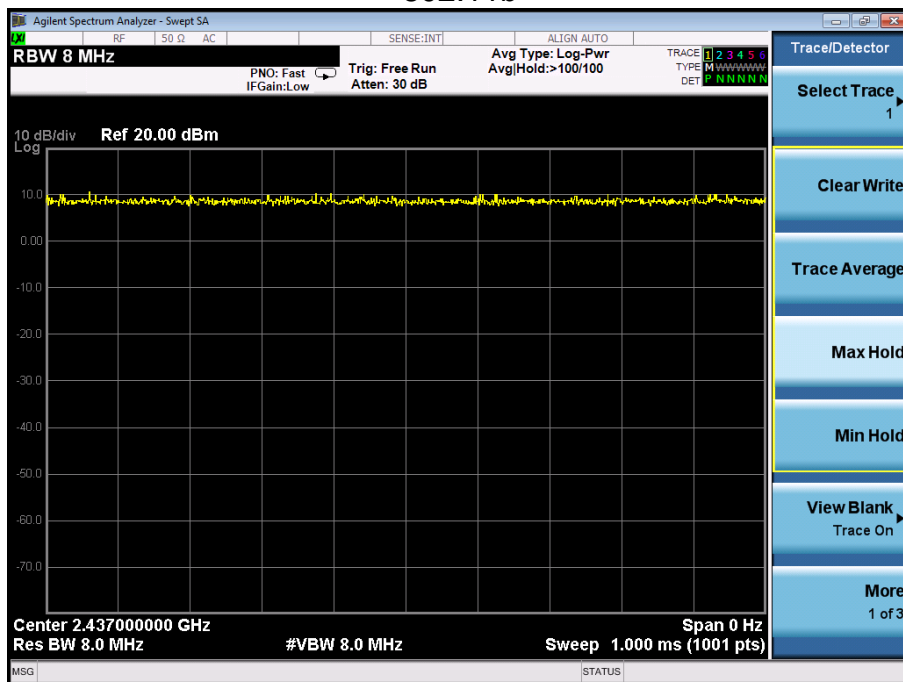 Agilent Spectrum Analyzer - Swept SA
LXI RF 50 Ω AC SENSE:INT ALIGN AUTO
RBW 8 MHz
PNO: Fast
IFGain:Low
Trig: Free Run
Atten: 30 dB
Avg Type: Log-Pwr
Avg|Hold:>100/100
TRACE 1 2 3 4 5 6
TYPE M WWWWW
DET P N N N N N
10 dB/div Ref 20.00 dBm
Log
10.0
0.00
-10.0
-20.0
-30.0
-40.0
-50.0
-60.0
-70.0
Center 2.437000000 GHz Span 0 Hz
Res BW 8.0 MHz #VBW 8.0 MHz Sweep 1.000 ms (1001 pts)
MSG STATUS
Trace/Detector
Select Trace
1
Clear Write
Trace Average
Max Hold
Min Hold
View Blank
Trace On
More
1 of 3